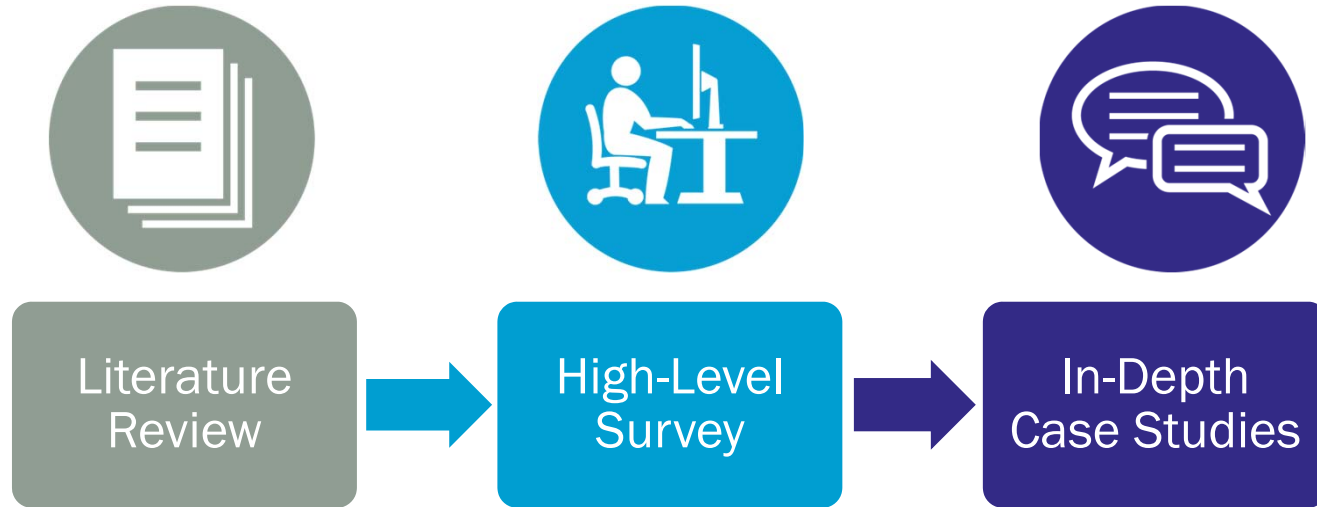 Literature
Review
High-Level
Survey
In-Depth
Case Studies